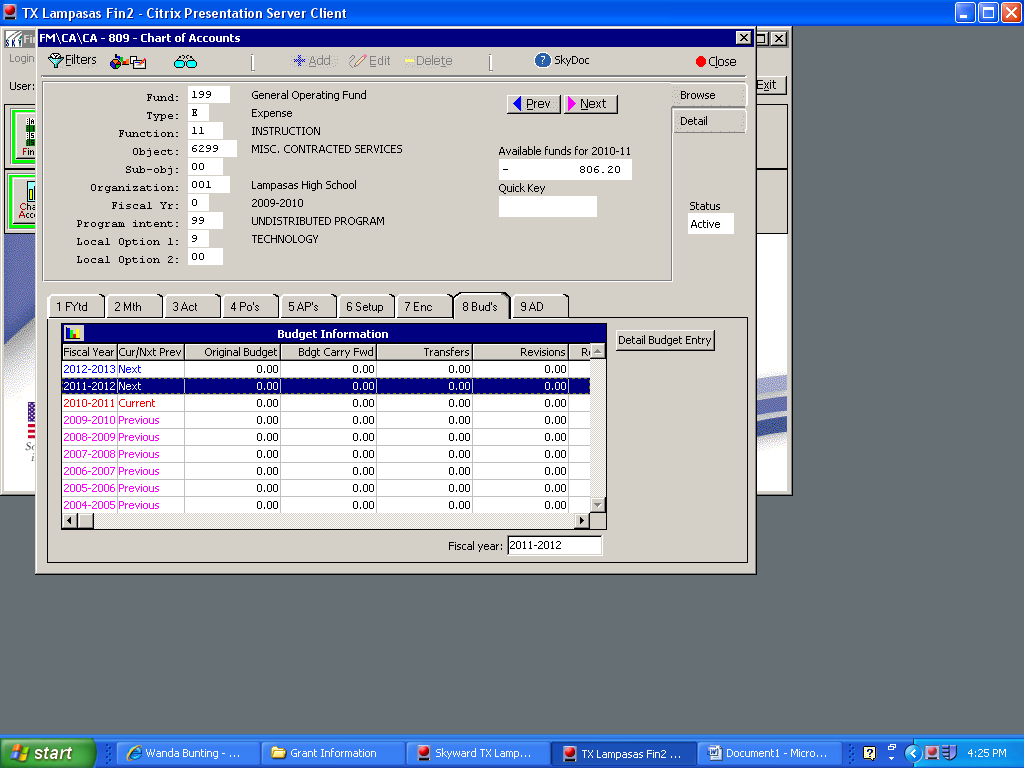 TX Lampasas Fin2 - Citrix Presentation Server Client
FM\CA\CA - 809 - Chart of Accounts
Filters Add Edit Delete ? SkyDoc Close
Login
User:
Exit
Fund: 199 General Operating Fund
Type: E Expense
Function: 11 INSTRUCTION
Object: 6299 MISC. CONTRACTED SERVICES
Sub-obj: 00
Organization: 001 Lampasas High School
Fiscal Yr: 0 2009-2010
Program intent: 99 UNDISTRIBUTED PROGRAM
Local Option 1: 9 TECHNOLOGY
Local Option 2: 00
Prev Next
Available funds for 2010-11
- 806.20
Quick Key
Browse
Detail
Status
Active
1 FYtd 2 Mth 3 Act 4 Po's 5 AP's 6 Setup 7 Enc 8 Bud's 9 AD
Budget Information
Detail Budget Entry
Fiscal Year Cur/Nxt Prev Original Budget Bdgt Carry Fwd Transfers Revisions
2012-2013 Next 0.00 0.00 0.00 0.00
2011-2012 Next 0.00 0.00 0.00 0.00
2010-2011 Current 0.00 0.00 0.00 0.00
2009-2010 Previous 0.00 0.00 0.00 0.00
2008-2009 Previous 0.00 0.00 0.00 0.00
2007-2008 Previous 0.00 0.00 0.00 0.00
2006-2007 Previous 0.00 0.00 0.00 0.00
2005-2006 Previous 0.00 0.00 0.00 0.00
2004-2005 Previous 0.00 0.00 0.00 0.00
Fiscal year: 2011-2012
start Wanda Bunting - ... Grant Information Skyward TX Lamp... TX Lampasas Fin2 ... Document1 - Micro... ? 4:25 PM